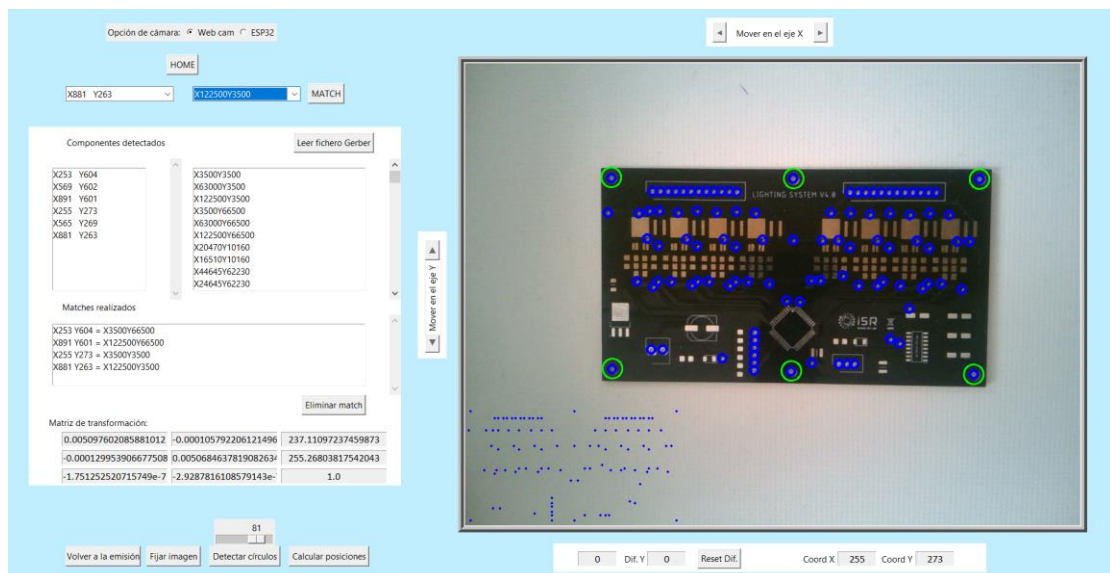 Opción de cámara: Web cam ESP32
Mover en el eje X
HOME
X881 Y263 X122500Y3500 MATCH
Componentes detectados Leer fichero Gerber
X253 Y604
X569 Y602
X891 Y601
X255 Y273
X565 Y269
X881 Y263
X3500Y3500
X63000Y3500
X122500Y3500
X3500Y66500
X63000Y66500
X122500Y66500
X20470Y10160
X16510Y10160
X44645Y62230
X24645Y62230
Mover en el eje Y
LIGHTING SYSTEM V4.0
iSR
Matches realizados
X253 Y604 = X3500Y66500
X891 Y601 = X122500Y66500
X255 Y273 = X3500Y3500
X881 Y263 = X122500Y3500
Eliminar match
Matriz de transformación:
0.005097602085881012 -0.000105792206121496 237.11097237459873
-0.000129953906677508 0.005068463781908263 255.26803817542043
-1.751252520715749e-7 -2.9287816108579143e- 1.0
81
Volver a la emisión Fijar imagen Detectar círculos Calcular posiciones
0 Dif. Y 0 Reset Dif. Coord X 255 Coord Y 273